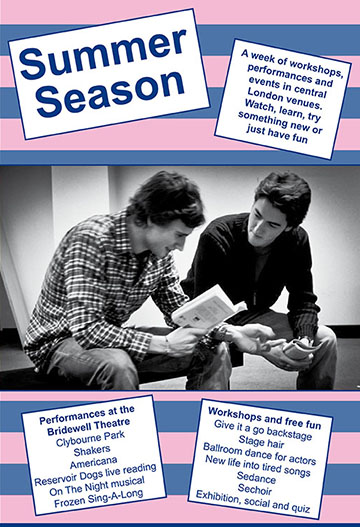 Summer
Season
A week of workshops,
performances and
events in central
London venues.
Watch, learn, try
something new or
just have fun
Performances at the
Bridewell Theatre
Clybourne Park
Shakers
Americana
Reservoir Dogs live reading
On The Night musical
Frozen Sing-A-Long
Workshops and free fun
Give it a go backstage
Stage hair
Ballroom dance for actors
New life into tired songs
Sedance
Sechoir
Exhibition, social and quiz